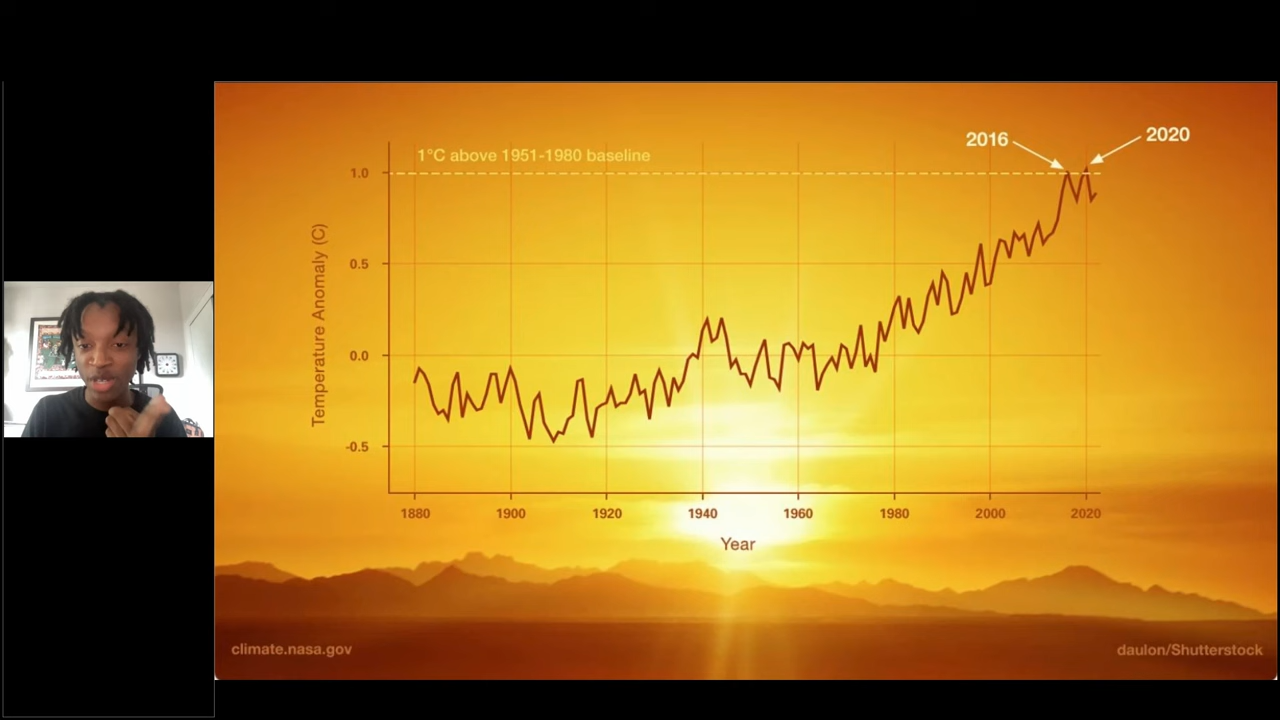 2016
2020
1°C above 1951-1980 baseline
1.0
0.5
0.0
-0.5
Temperature Anomaly (C)
1880 1900 1920 1940 1960 1980 2000 2020
Year
climate.nasa.gov
daulon/Shutterstock